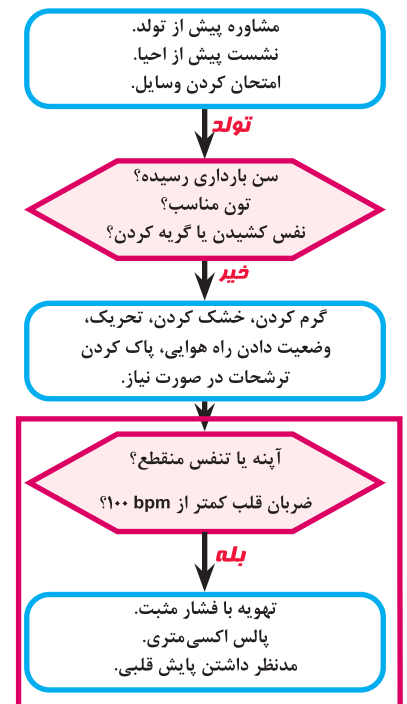 مشاوره پیش از تولد.
نشست پیش از احیا.
امتحان کردن وسایل.
تولد
سن بارداری رسیده؟
تون مناسب؟
نفس کشیدن یا گریه کردن؟
خیر
گرم کردن، خشک کردن، تحریک،
وضعیت دادن راه هوایی، پاک کردن
ترشحات در صورت نیاز.
آپنه یا تنفس منقطع؟
ضربان قلب کمتر از ۱۰۰ bpm؟
بله
تهویه با فشار مثبت.
پالس اکسی‌متری.
مدنظر داشتن پایش قلبی.